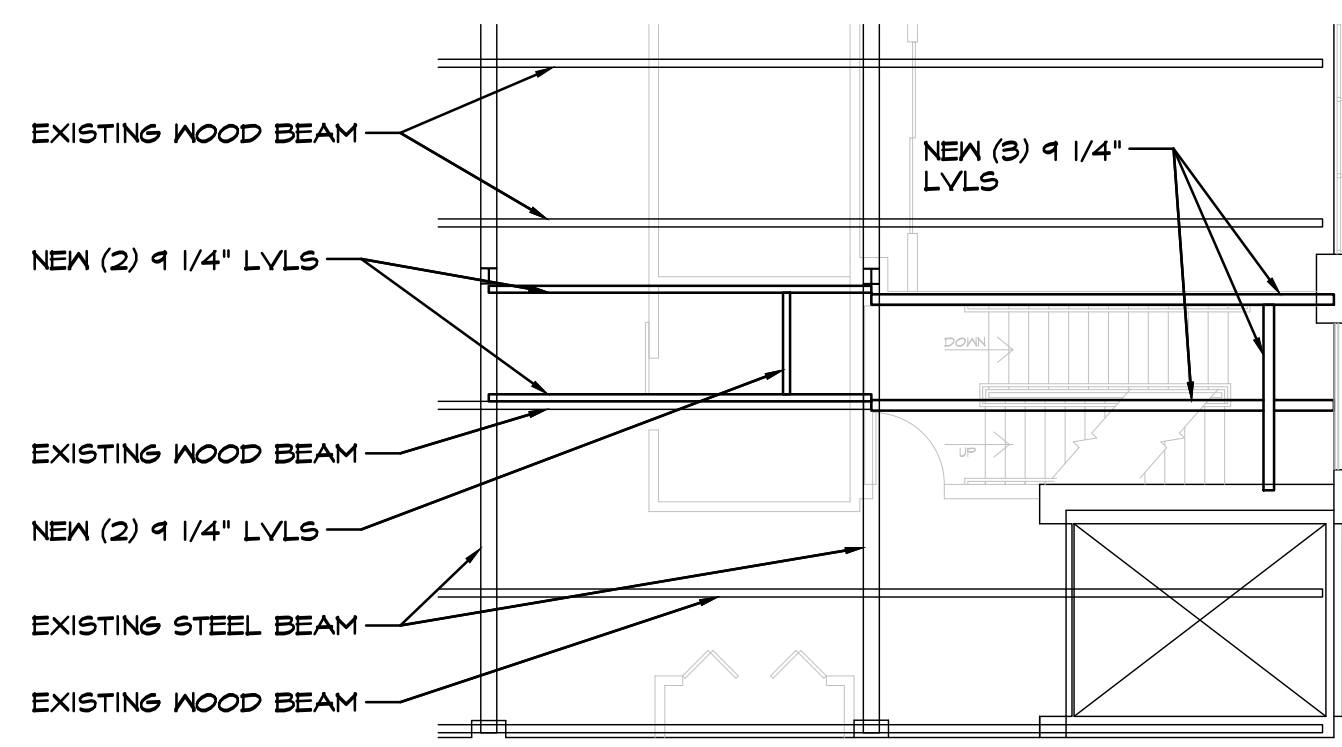 EXISTING WOOD BEAM
NEW (3) 9 1/4"
LVLS
NEW (2) 9 1/4" LVLS
DOWN
EXISTING WOOD BEAM
UP
NEW (2) 9 1/4" LVLS
EXISTING STEEL BEAM
EXISTING WOOD BEAM